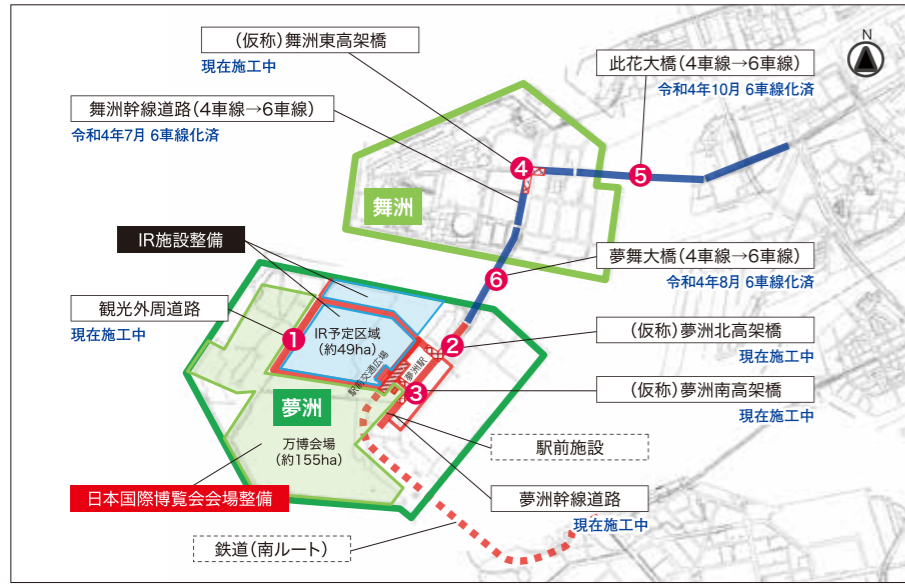 (仮称)舞洲東高架橋
現在施工中
此花大橋(4車線→6車線)
令和4年10月 6車線化済
N
舞洲幹線道路(4車線→6車線)
令和4年7月 6車線化済
4
5
舞洲
IR施設整備
夢舞大橋(4車線→6車線)
令和4年8月 6車線化済
6
観光外周道路
現在施工中
1
IR予定区域
(約49ha)
2
(仮称)夢洲北高架橋
現在施工中
駅前交通広場
夢洲駅
3
(仮称)夢洲南高架橋
現在施工中
夢洲
万博会場
(約155ha)
駅前施設
日本国際博覧会会場整備
夢洲幹線道路
現在施工中
鉄道(南ルート)